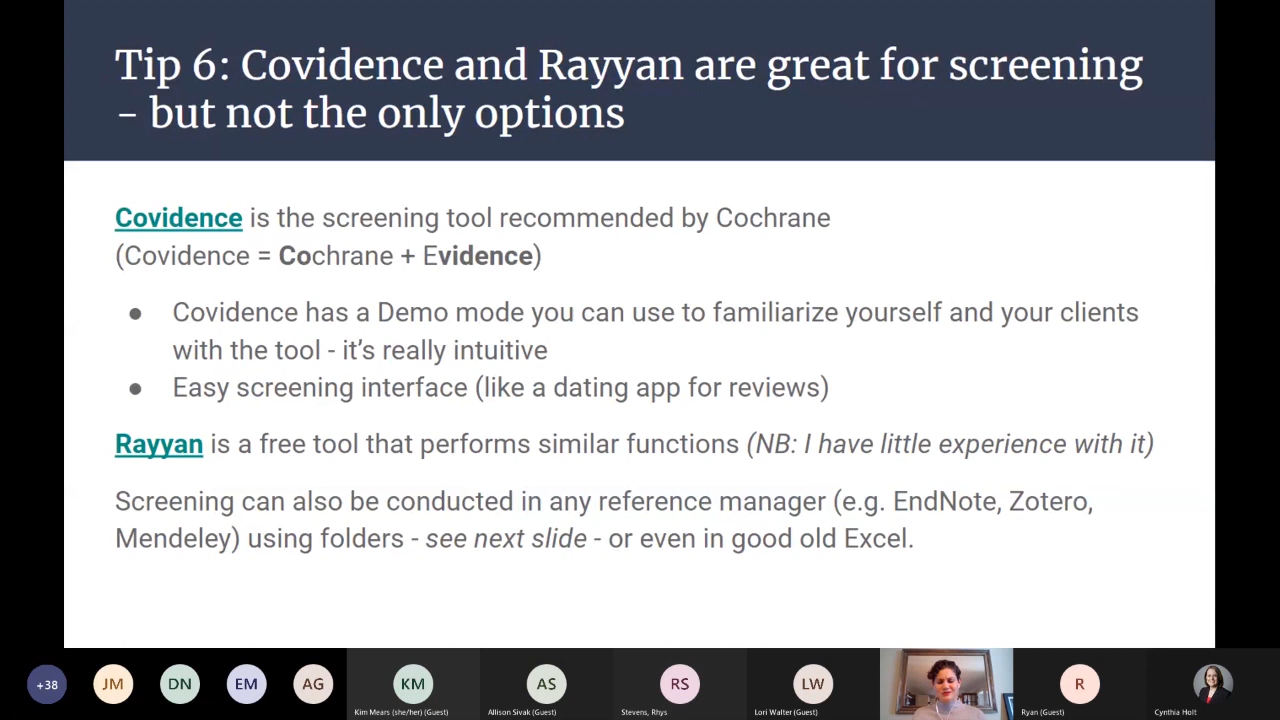 Tip 6: Covidence and Rayyan are great for screening
- but not the only options
Covidence is the screening tool recommended by Cochrane
(Covidence = Cochrane + Evidence)
● Covidence has a Demo mode you can use to familiarize yourself and your clients
with the tool - it’s really intuitive
● Easy screening interface (like a dating app for reviews)
Rayyan is a free tool that performs similar functions (NB: I have little experience with it)
Screening can also be conducted in any reference manager (e.g. EndNote, Zotero,
Mendeley) using folders - see next slide - or even in good old Excel.
+38
JM
DN
EM
AG
KM
AS
RS
LW
R
Kim Mears (she/her) (Guest)
Allison Sivak (Guest)
Stevens, Rhys
Lori Walter (Guest)
Ryan (Guest)
Cynthia Holt